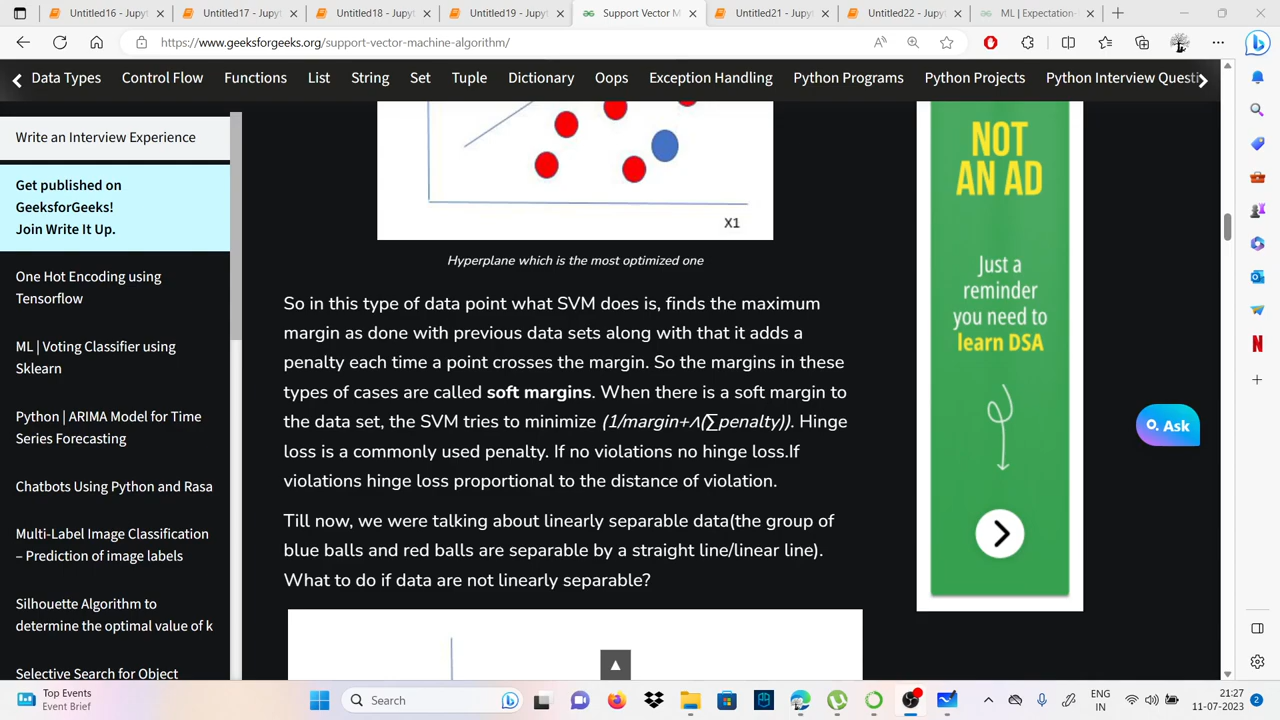 Untitled16 - Jupyt
Untitled17 - Jupyt
Untitled18 - Jupyt
Untitled19 - Jupyt
Support Vector M
Untitled21 - Jupyt
Untitled22 - Jupyt
ML | Expectation-
https://www.geeksforgeeks.org/support-vector-machine-algorithm/
Data Types
Control Flow
Functions
List
String
Set
Tuple
Dictionary
Oops
Exception Handling
Python Programs
Python Projects
Python Interview Questi
Write an Interview Experience
Get published on
GeeksforGeeks!
Join Write It Up.
One Hot Encoding using
Tensorflow
ML | Voting Classifier using
Sklearn
Python | ARIMA Model for Time
Series Forecasting
Chatbots Using Python and Rasa
Multi-Label Image Classification
– Prediction of image labels
Silhouette Algorithm to
determine the optimal value of k
Selective Search for Object
X1
Hyperplane which is the most optimized one
So in this type of data point what SVM does is, finds the maximum
margin as done with previous data sets along with that it adds a
penalty each time a point crosses the margin. So the margins in these
types of cases are called soft margins. When there is a soft margin to
the data set, the SVM tries to minimize (1/margin+∧(∑penalty)). Hinge
loss is a commonly used penalty. If no violations no hinge loss.If
violations hinge loss proportional to the distance of violation.
Till now, we were talking about linearly separable data(the group of
blue balls and red balls are separable by a straight line/linear line).
What to do if data are not linearly separable?
NOT
AN AD
Just a
reminder
you need to
learn DSA
Ask
Top Events
Event Brief
Search
ENG
IN
21:27
11-07-2023
2